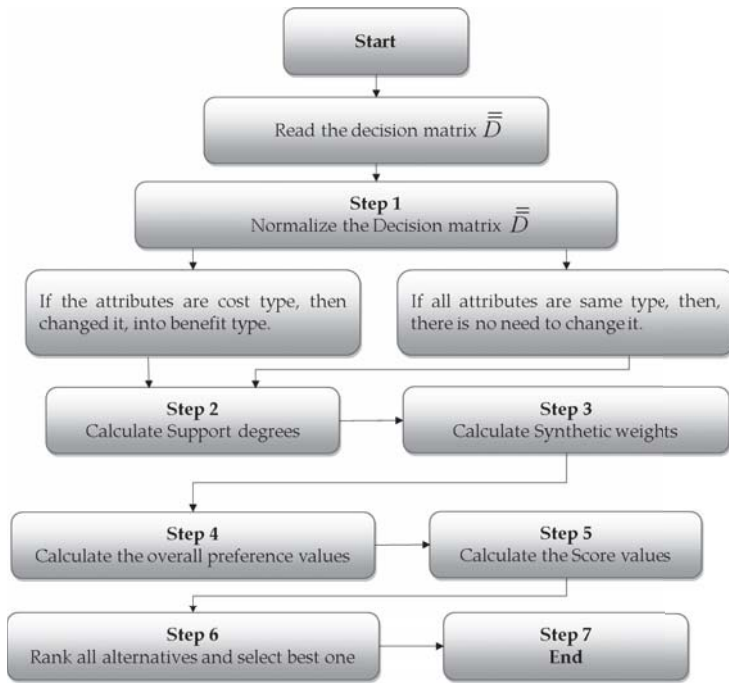 Start
Read the decision matrix D̿
Step 1
Normalize the Decision matrix D̿
If the attributes are cost type, then
changed it, into benefit type.
If all attributes are same type, then,
there is no need to change it.
Step 2
Calculate Support degrees
Step 3
Calculate Synthetic weights
Step 4
Calculate the overall preference values
Step 5
Calculate the Score values
Step 6
Rank all alternatives and select best one
Step 7
End